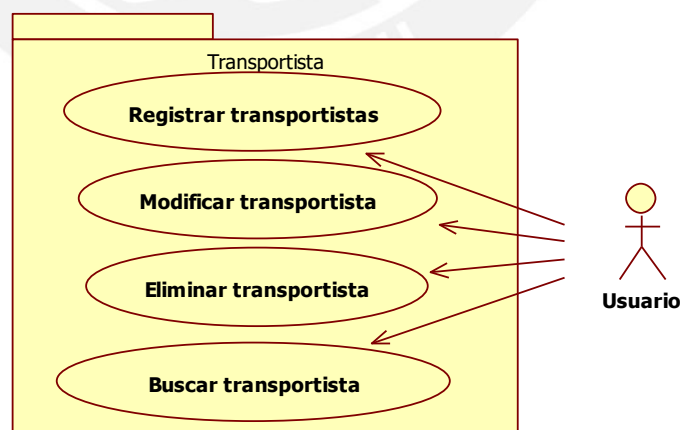 Transportista
Registrar transportistas
Modificar transportista
Eliminar transportista
Usuario
Buscar transportista